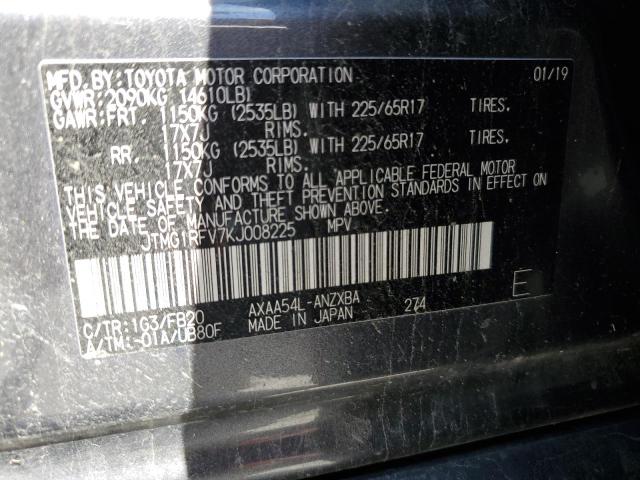 MFD. BY: TOYOTA MOTOR CORPORATION 01/19
GVWR: 2090KG (4610LB)
GAWR: FRT. 1150KG (2535LB) WITH 225/65R17 TIRES.
17X7J RIMS.
RR. 1150KG (2535LB) WITH 225/65R17 TIRES.
17X7J RIMS.
THIS VEHICLE CONFORMS TO ALL APPLICABLE FEDERAL MOTOR
VEHICLE SAFETY AND THEFT PREVENTION STANDARDS IN EFFECT ON
THE DATE OF MANUFACTURE SHOWN ABOVE.
JTMG1RFV7KJ008225 MPV
C/TR: 1G3/FB20 AXAA54L-ANZXBA 274 E
A/TM: -01A/UB80F MADE IN JAPAN